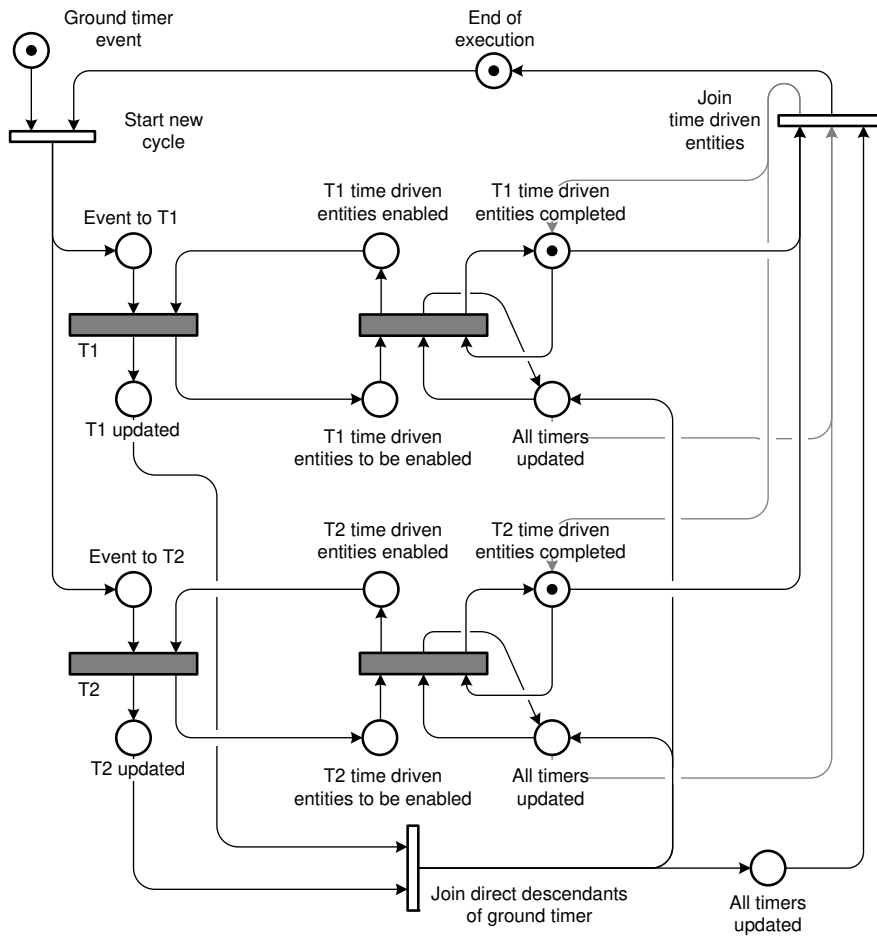 Ground timer
event
End of
execution
Start new
cycle
Join
time driven
entities
Event to T1
T1 time driven
entities enabled
T1 time driven
entities completed
T1
T1 updated
T1 time driven
entities to be enabled
All timers
updated
Event to T2
T2 time driven
entities enabled
T2 time driven
entities completed
T2
T2 updated
T2 time driven
entities to be enabled
All timers
updated
Join direct descendants
of ground timer
All timers
updated